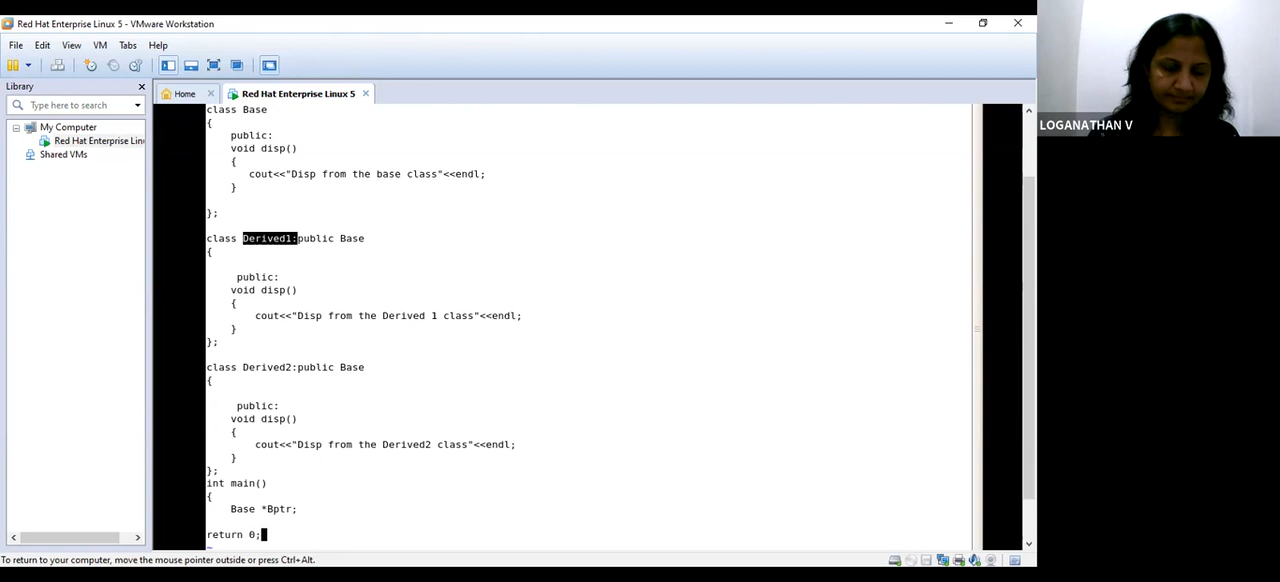 Red Hat Enterprise Linux 5 - VMware Workstation
File Edit View VM Tabs Help
Library
Type here to search
My Computer
Red Hat Enterprise Lin
Shared VMs
Home
Red Hat Enterprise Linux 5
class Base
{
public:
void disp()
{
cout<<"Disp from the base class"<<endl;
}
};
class Derived1:public Base
{
public:
void disp()
{
cout<<"Disp from the Derived 1 class"<<endl;
}
};
class Derived2:public Base
{
public:
void disp()
{
cout<<"Disp from the Derived2 class"<<endl;
}
};
int main()
{
Base *Bptr;
return 0;
~
To return to your computer, move the mouse pointer outside or press Ctrl+Alt.
LOGANATHAN V